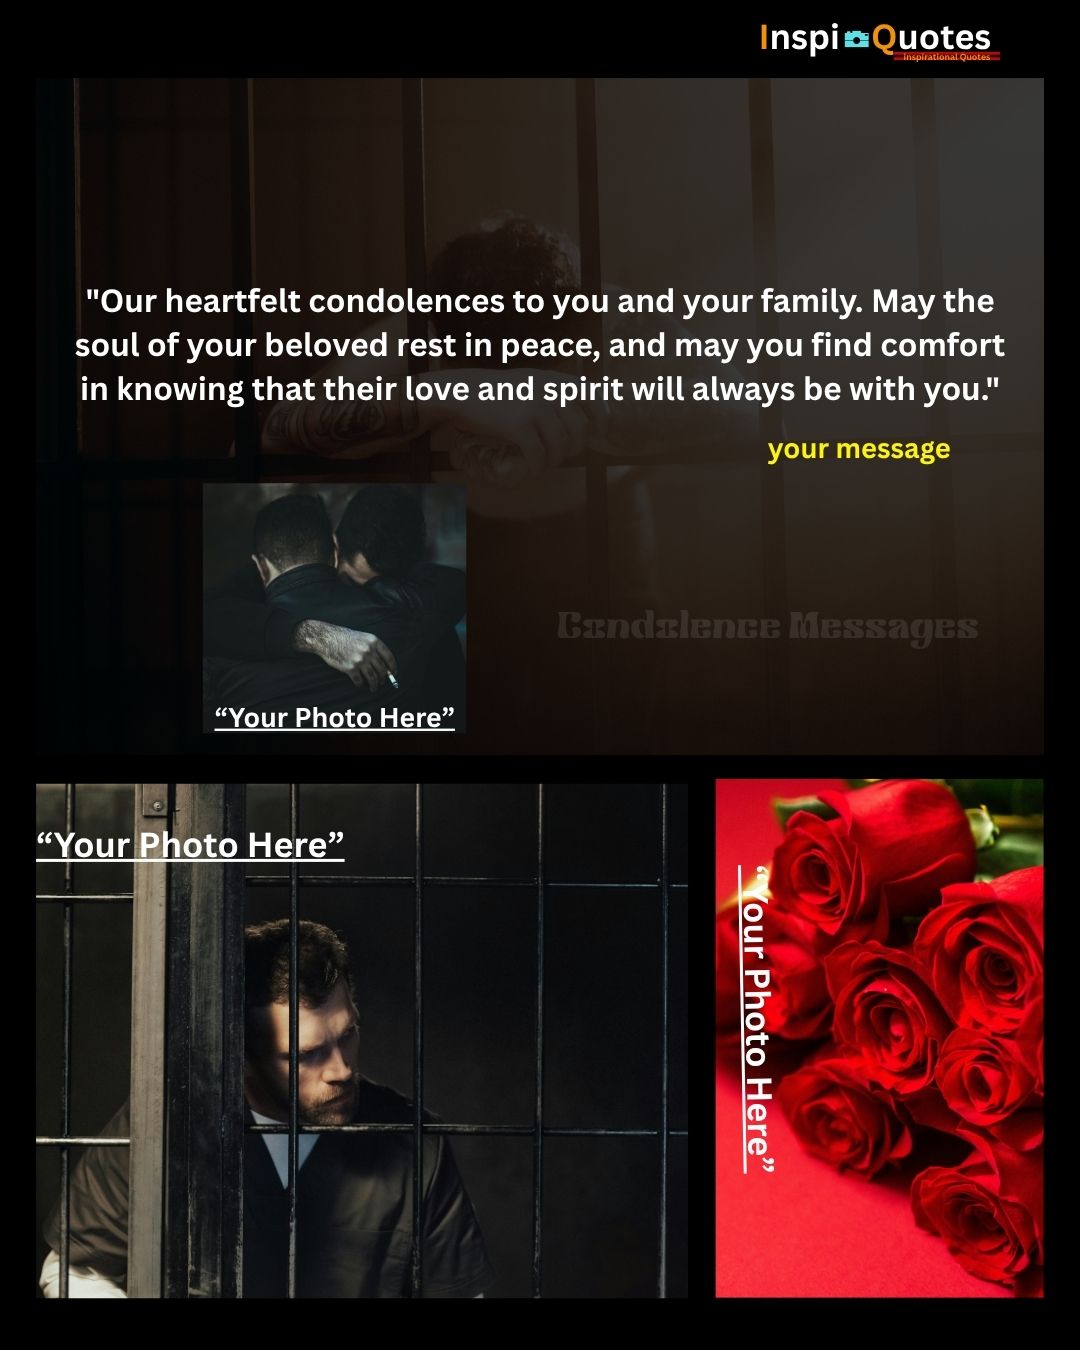 Inspi Quotes
Inspirational Quotes
"Our heartfelt condolences to you and your family. May the
soul of your beloved rest in peace, and may you find comfort
in knowing that their love and spirit will always be with you."
your message
Condolence Messages
“Your Photo Here”
“Your Photo Here”
“Your Photo Here”